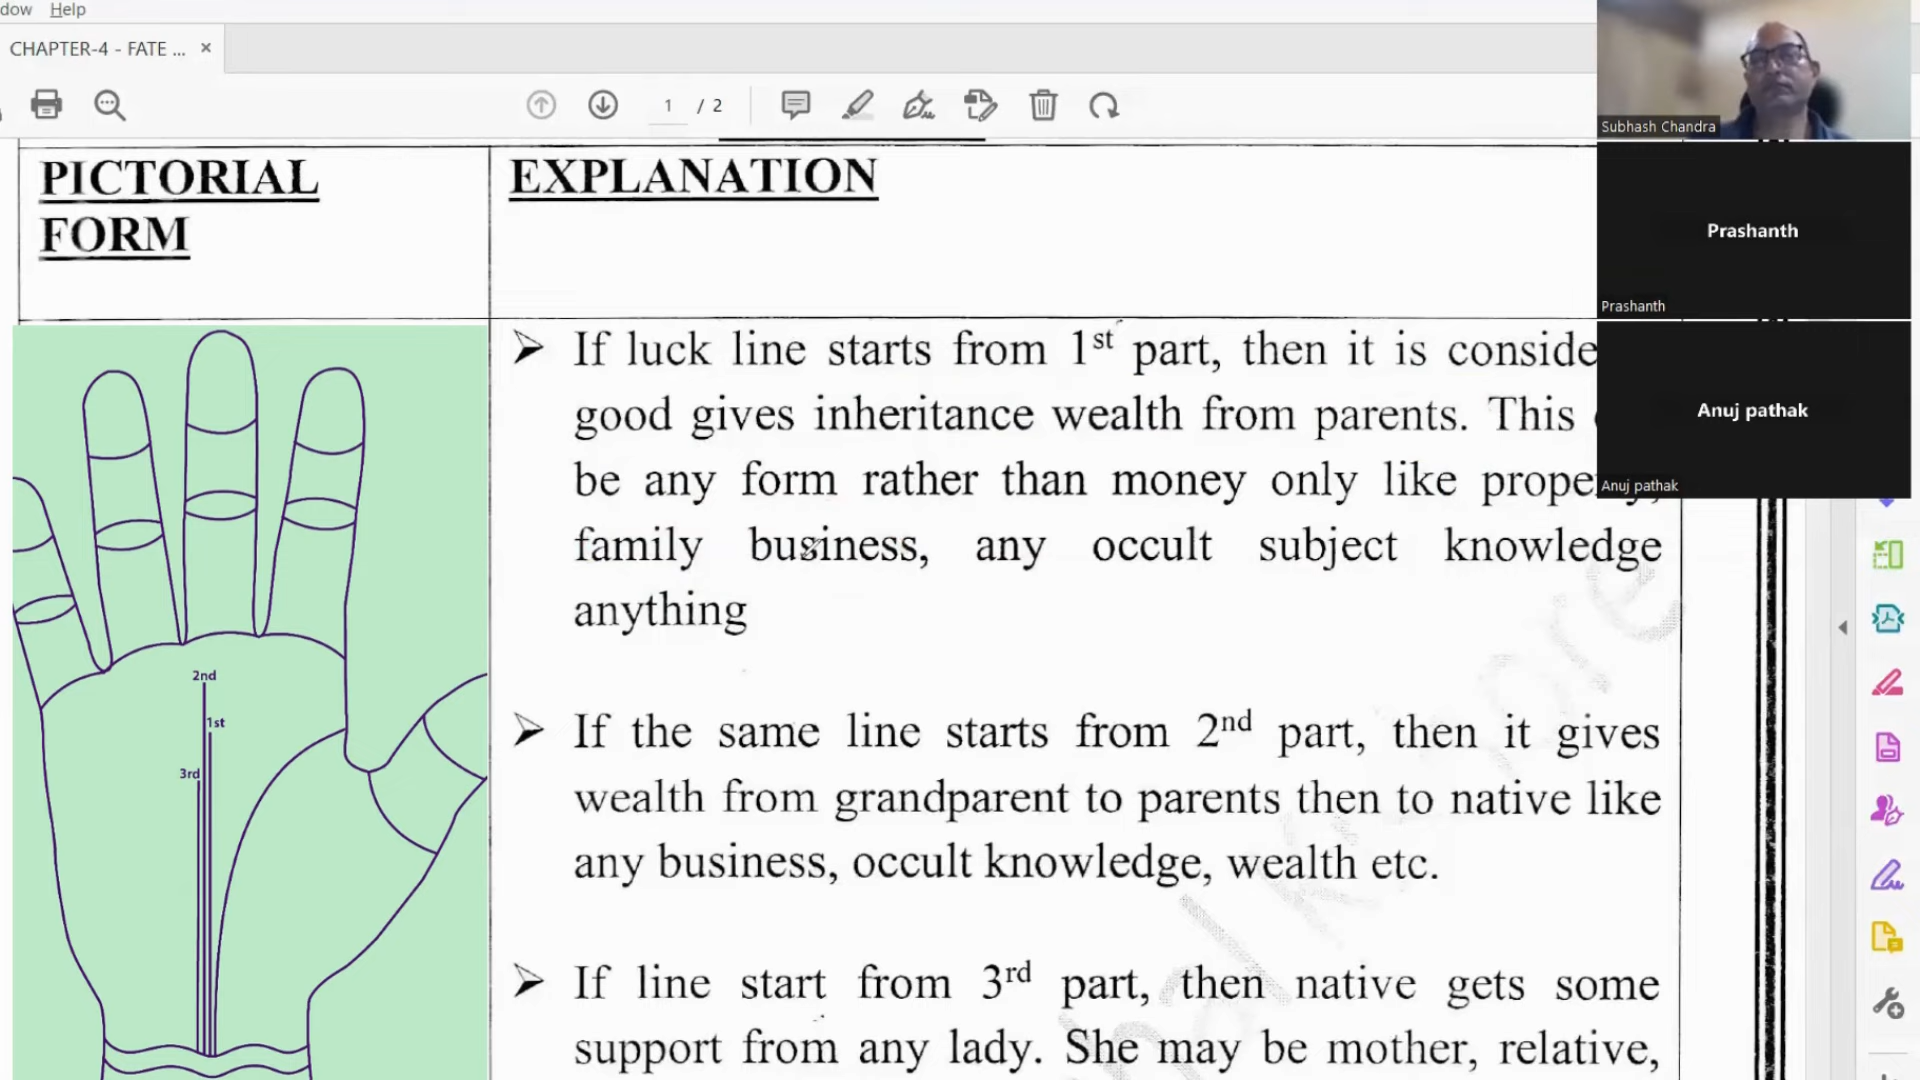 dow Help
CHAPTER-4 - FATE ... ×
1 / 2
Subhash Chandra
Prashanth
Prashanth
Anuj pathak
Anuj pathak
PICTORIAL
FORM
EXPLANATION
2nd
1st
3rd
➢ If luck line starts from 1st part, then it is conside
good gives inheritance wealth from parents. This
be any form rather than money only like prope
family business, any occult subject knowledge
anything
➢ If the same line starts from 2nd part, then it gives
wealth from grandparent to parents then to native like
any business, occult knowledge, wealth etc.
➢ If line start from 3rd part, then native gets some
support from any lady. She may be mother, relative,